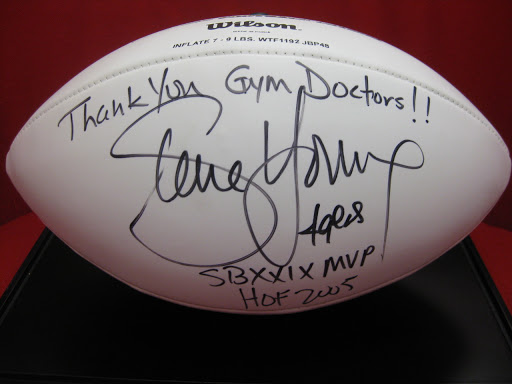 Wilson
INFLATE 7 - 9 LBS. WTF1192 JBP48
Thank You Gym Doctors!!
Steve Young
49ers
SBXXIX MVP
HOF 2005